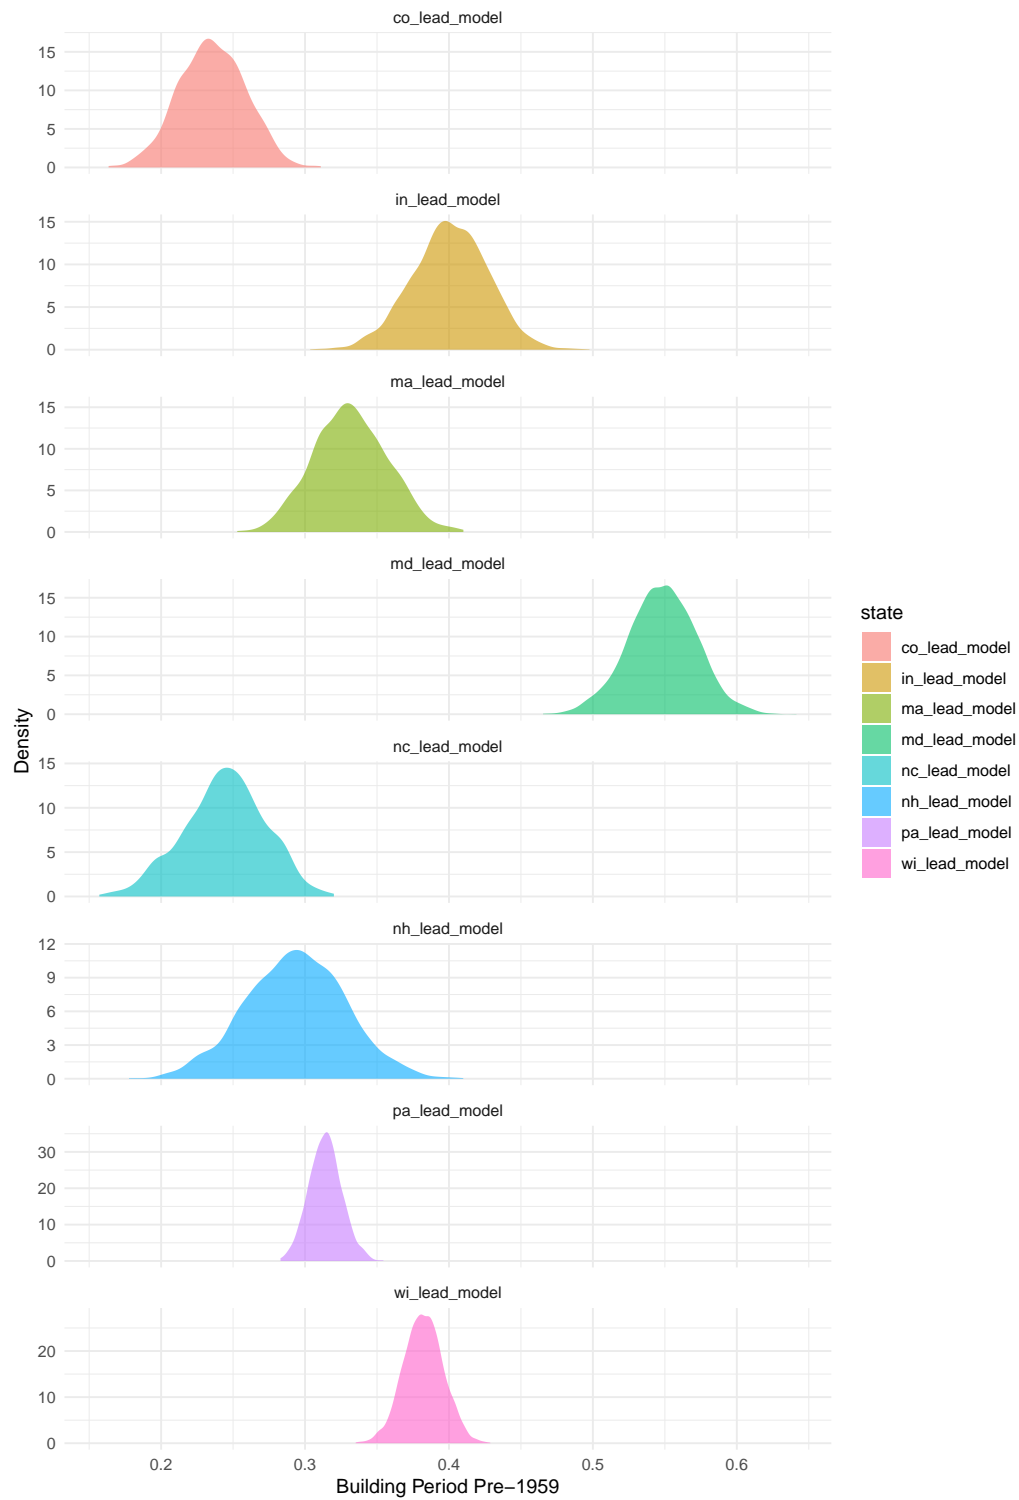 co_lead_model
15
10
5
0
in_lead_model
15
10
5
0
ma_lead_model
15
10
5
0
md_lead_model
15
10
5
0
nc_lead_model
15
10
5
0
nh_lead_model
12
9
6
3
0
pa_lead_model
30
20
10
0
wi_lead_model
20
10
0
0.2 0.3 0.4 0.5 0.6
Building Period Pre−1959
Density
state
co_lead_model
in_lead_model
ma_lead_model
md_lead_model
nc_lead_model
nh_lead_model
pa_lead_model
wi_lead_model